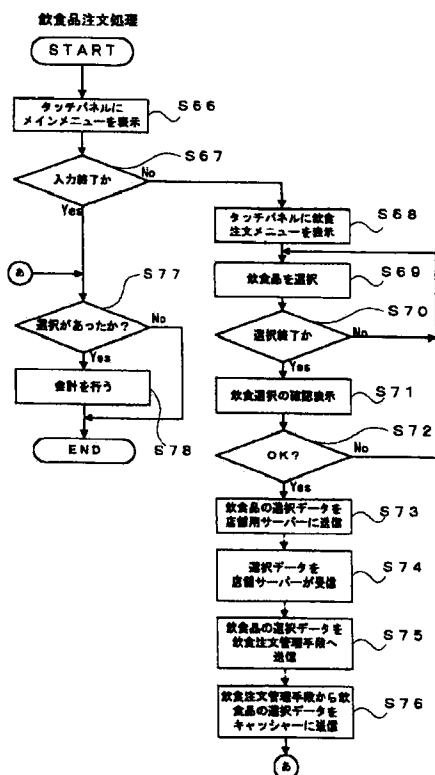 飲食品注文処理
START
タッチパネルに
メインメニューを表示
S66
入力終了か
S67
No
Yes
あ
S77
選択があったか?
No
Yes
会計を行う
S78
END
タッチパネルに飲食
注文メニューを表示
S68
飲食品を選択
S69
選択終了か
S70
No
Yes
飲食選択の確認表示
S71
OK?
S72
No
Yes
飲食品の選択データを
店舗用サーバーに送信
S73
選択データを
店舗サーバーが受信
S74
飲食品の選択データを
飲食注文管理手段へ
送信
S75
飲食注文管理手段から飲
食品の選択データを
キャッシャーに送信
S76
あ